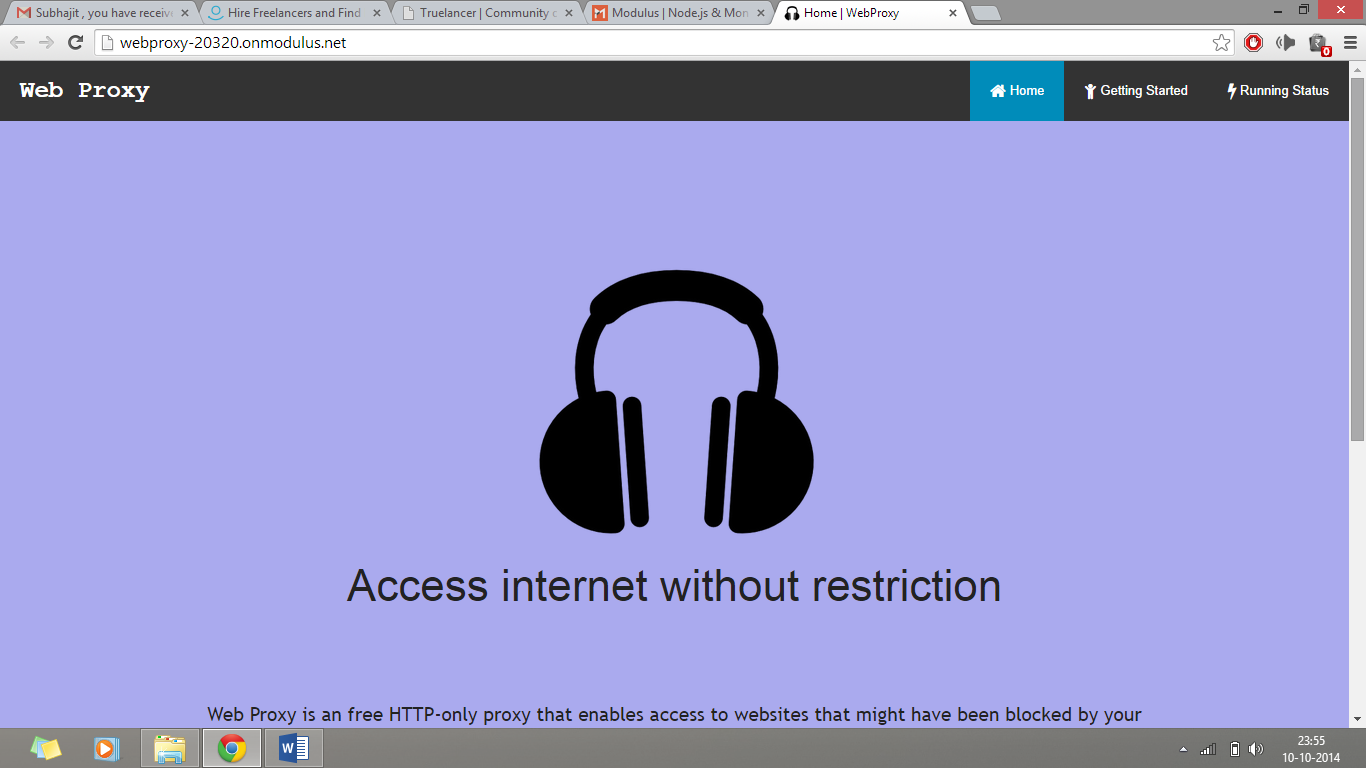 Subhajit , you have receive
Hire Freelancers and Find
Truelancer | Community o
Modulus | Node.js & Mon
Home | WebProxy
webproxy-20320.onmodulus.net
0
Web Proxy
Home
Getting Started
Running Status
Access internet without restriction
Web Proxy is an free HTTP-only proxy that enables access to websites that might have been blocked by your
23:55
10-10-2014